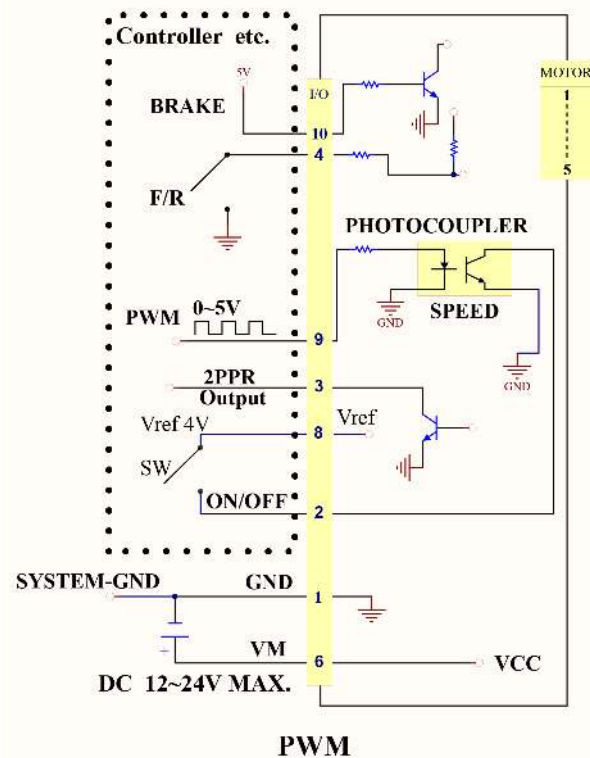 Controller etc.
5V
I/O
MOTOR
1
BRAKE
10
4
5
F/R
PHOTOCOUPLER
0~5V
GND
SPEED
PWM
9
GND
2PPR
3
Output
Vref 4V
8
Vref
SW
ON/OFF
2
SYSTEM-GND
GND
1
+
VM
6
VCC
DC 12~24V MAX.
PWM